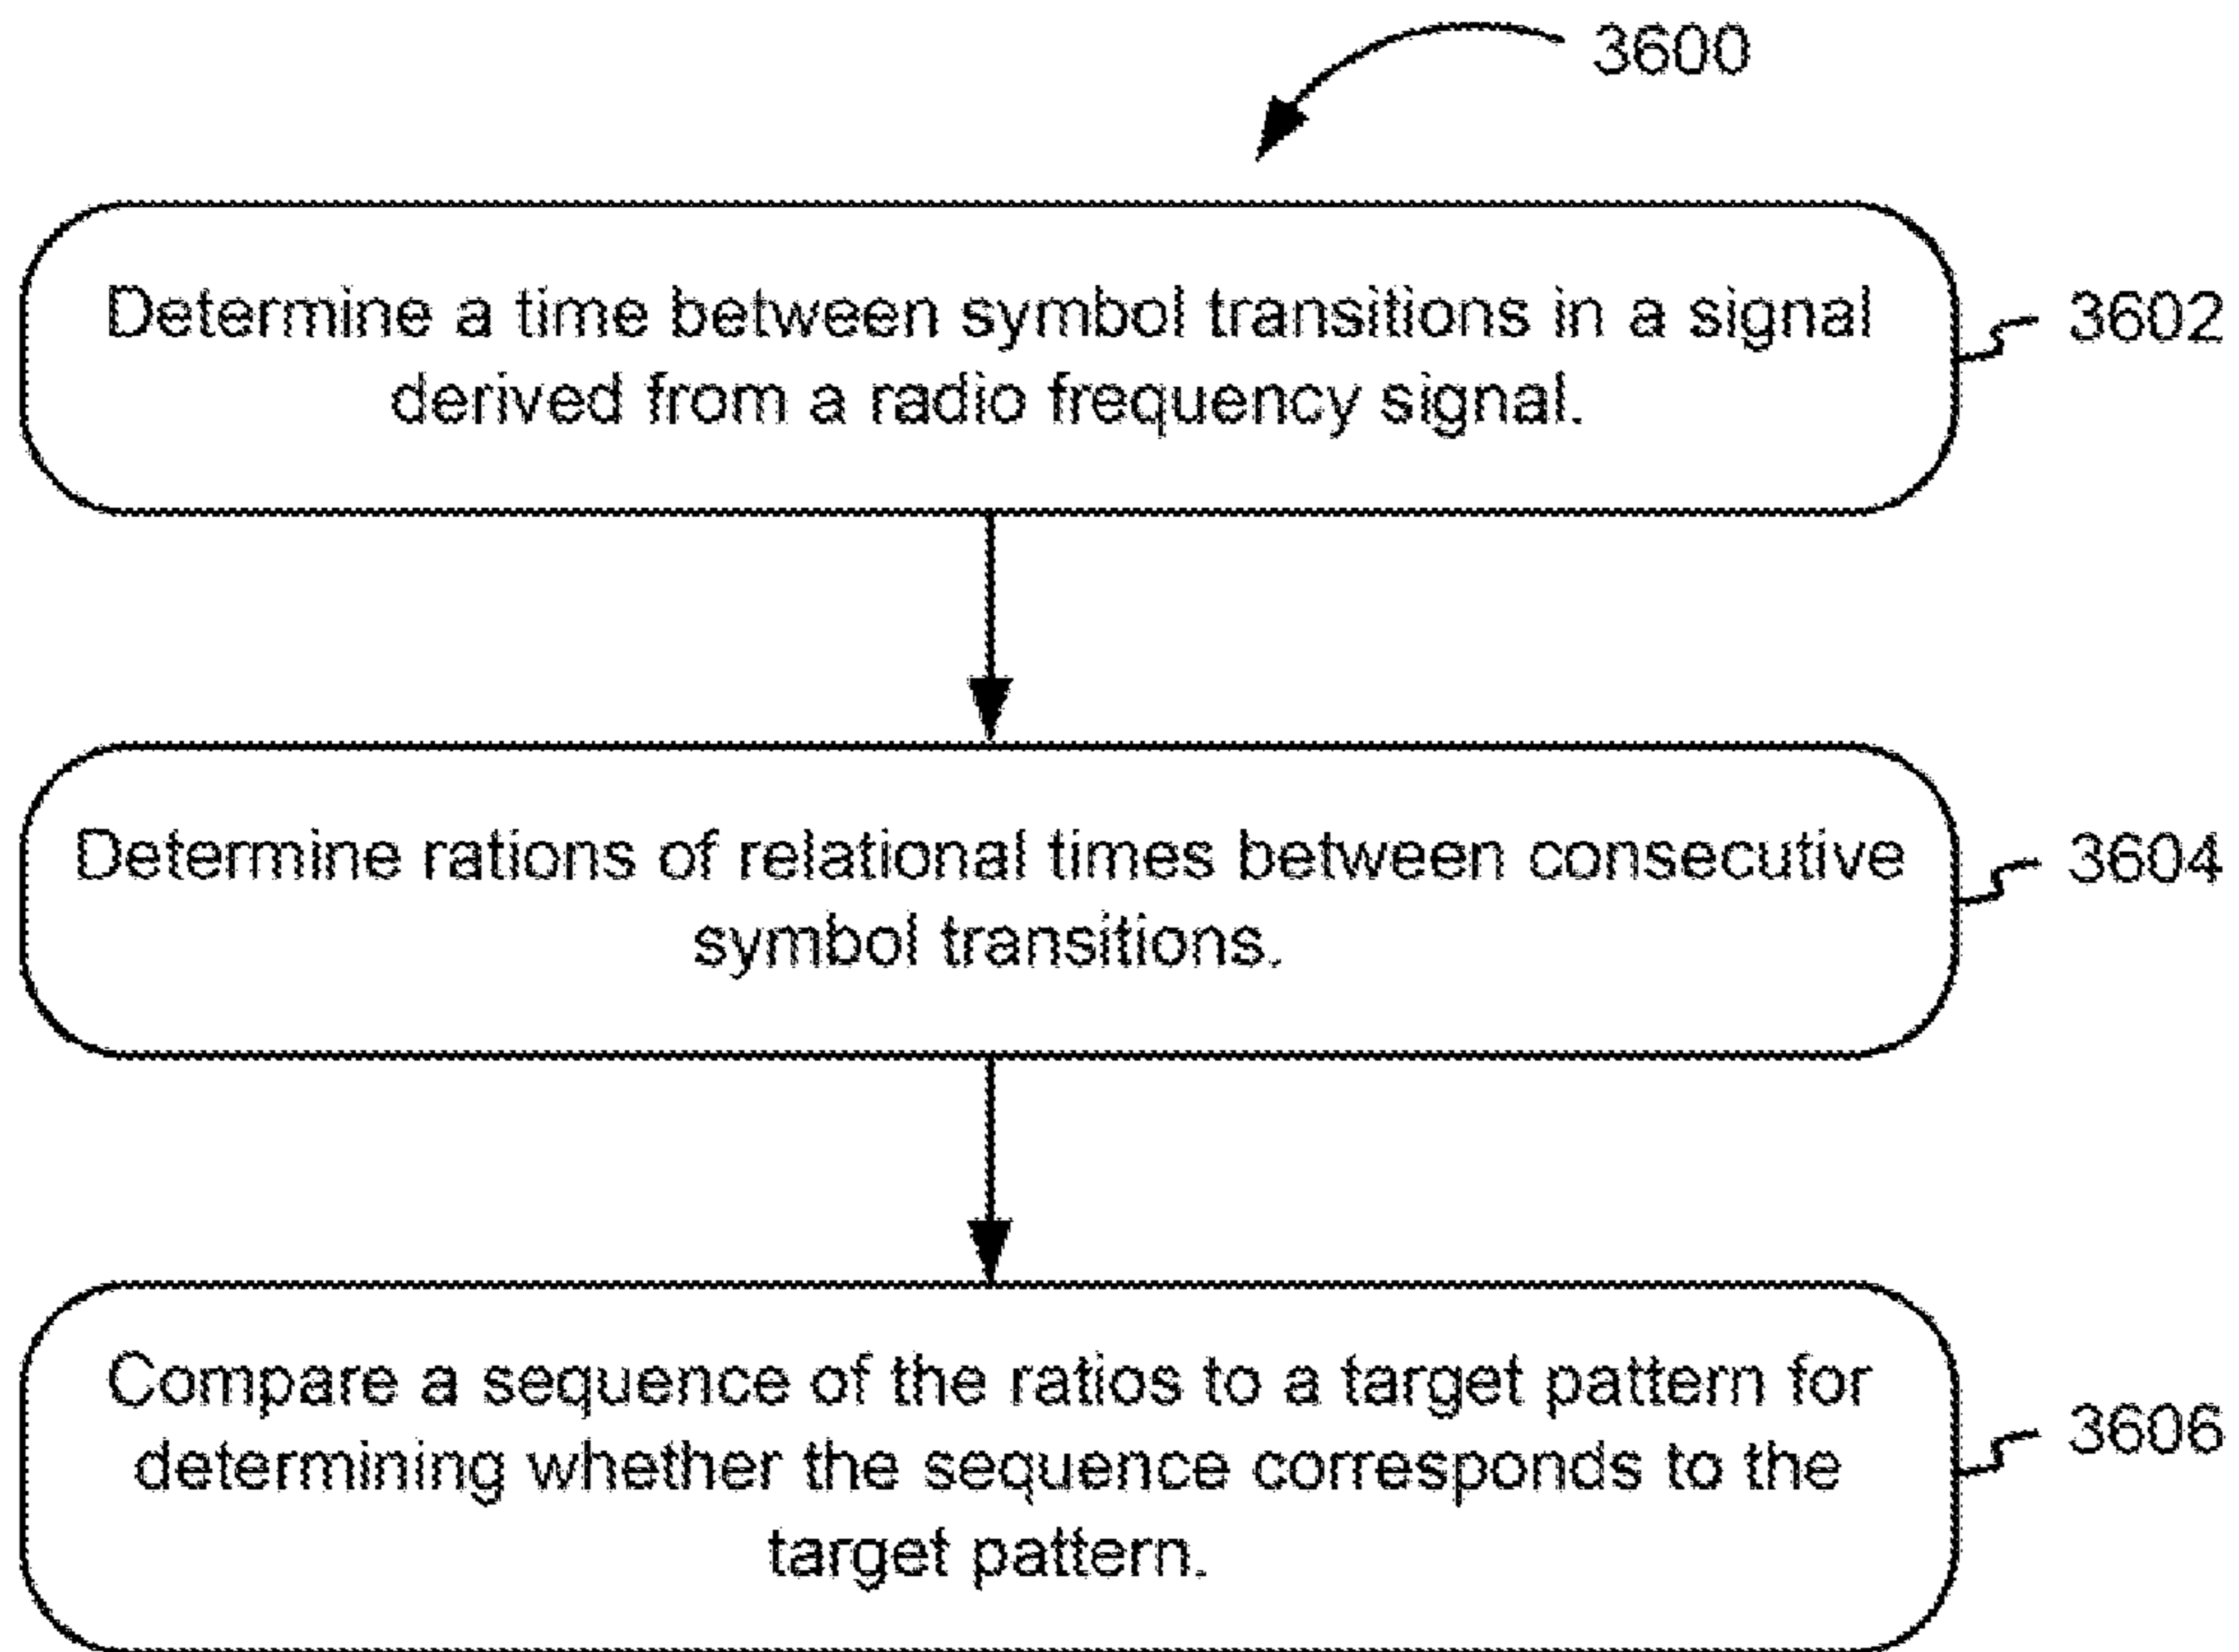 3600
Determine a time between symbol transitions in a signal
derived from a radio frequency signal.
3602
Determine rations of relational times between consecutive
symbol transitions.
3604
Compare a sequence of the ratios to a target pattern for
determining whether the sequence corresponds to the
target pattern.
3606